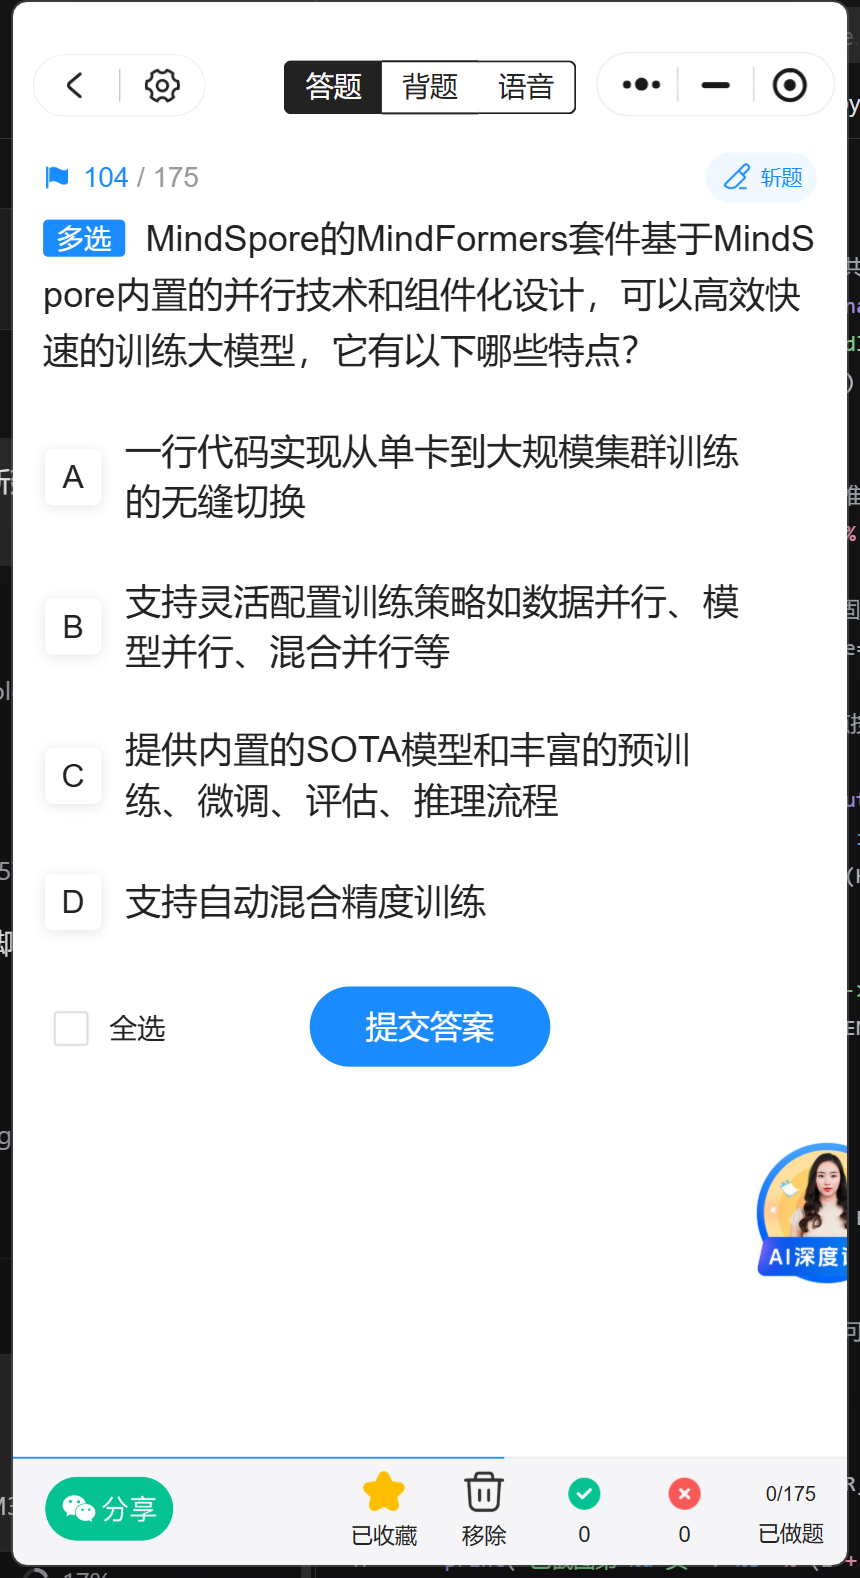 答题
背题
语音
104 / 175
斩题
多选 MindSpore的MindFormers套件基于MindS
pore内置的并行技术和组件化设计，可以高效快
速的训练大模型，它有以下哪些特点？
A 一行代码实现从单卡到大规模集群训练
的无缝切换
B 支持灵活配置训练策略如数据并行、模
型并行、混合并行等
C 提供内置的SOTA模型和丰富的预训
练、微调、评估、推理流程
D 支持自动混合精度训练
全选
提交答案
AI深度
分享
已收藏
移除
0
0
0/175
已做题